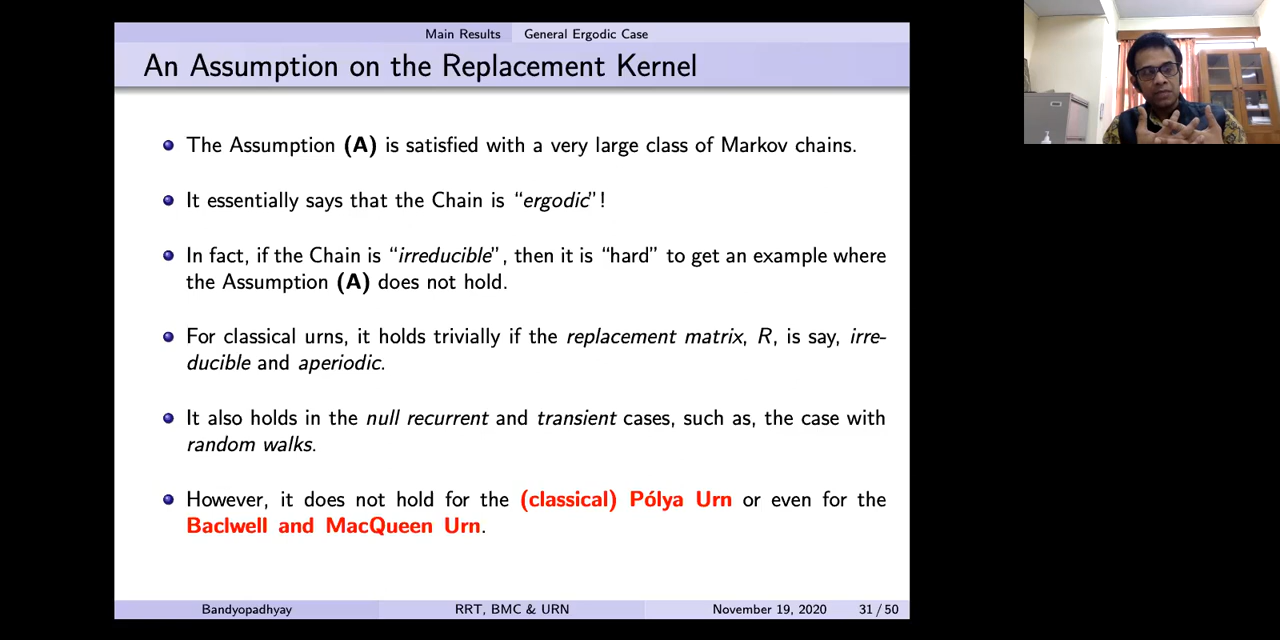 Main Results General Ergodic Case
An Assumption on the Replacement Kernel
The Assumption (A) is satisfied with a very large class of Markov chains.
It essentially says that the Chain is “ergodic”!
In fact, if the Chain is “irreducible”, then it is “hard” to get an example where
the Assumption (A) does not hold.
For classical urns, it holds trivially if the replacement matrix, R, is say, irre-
ducible and aperiodic.
It also holds in the null recurrent and transient cases, such as, the case with
random walks.
However, it does not hold for the (classical) Pólya Urn or even for the
Baclwell and MacQueen Urn.
Bandyopadhyay RRT, BMC & URN November 19, 2020 31 / 50